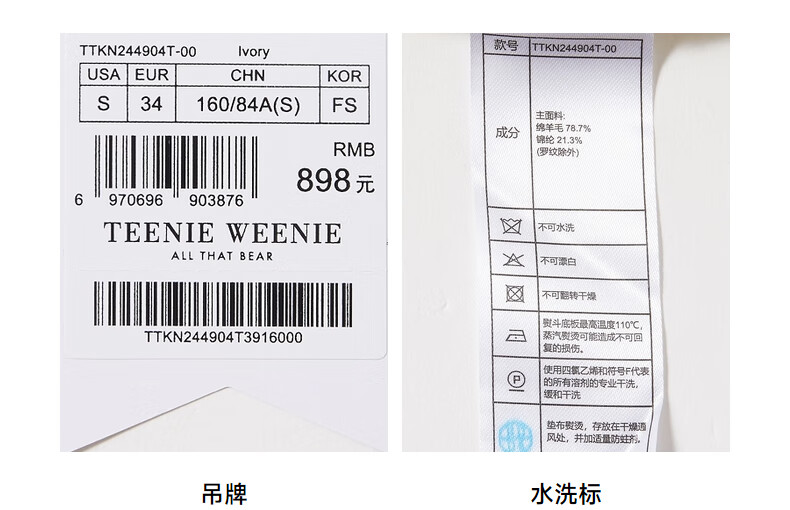 TTKN244904T-00 Ivory
USA EUR CHN KOR
S 34 160/84A(S) FS
RMB
898元
6 970696 903876
TEENIE WEENIE
ALL THAT BEAR
TTKN244904T3916000
吊牌
款号 TTKN244904T-00
成分
主面料:
绵羊毛 78.7%
锦纶 21.3%
(罗纹除外)
不可水洗
不可漂白
不可翻转干燥
熨斗底板最高温度110℃,
蒸汽熨烫可能造成不可回
复的损伤。
P
使用四氯乙烯和符号F代表
的所有溶剂的专业干洗,
缓和干洗
垫布熨烫,存放在干燥通
风处,并加适量防蛀剂。
水洗标